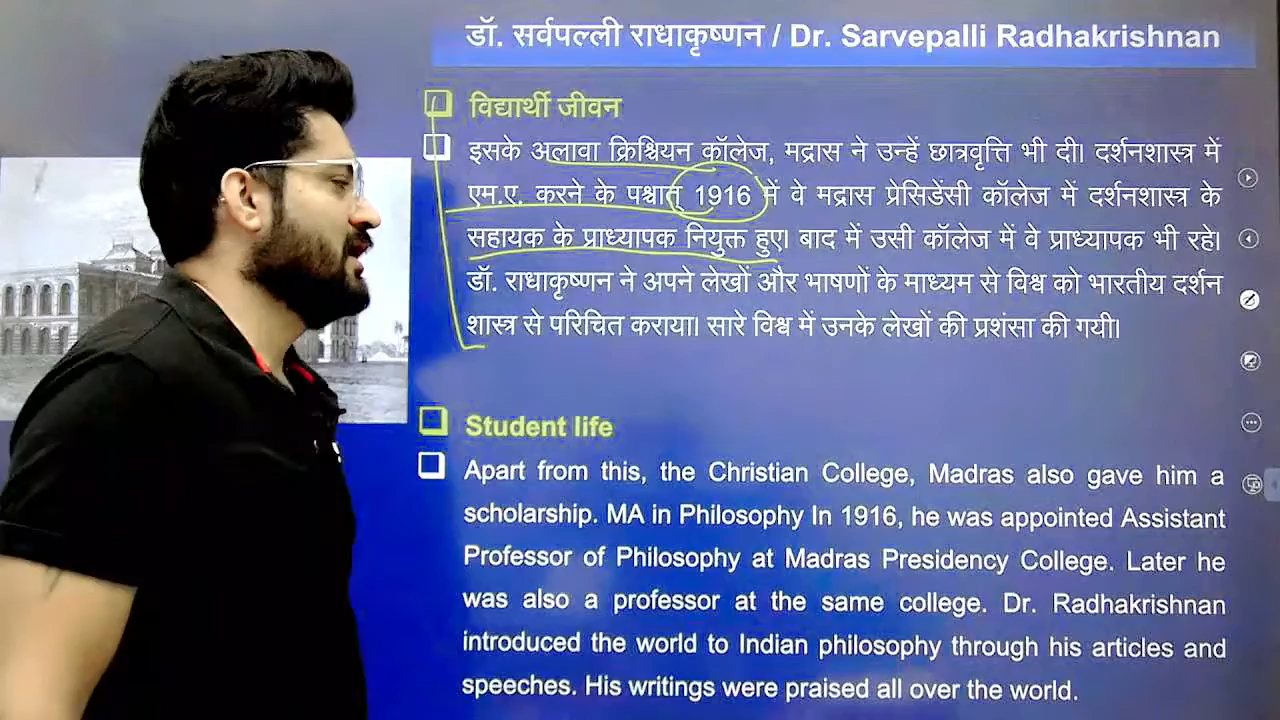 डॉ. सर्वपल्ली राधाकृष्णन / Dr. Sarvepalli Radhakrishnan
विद्यार्थी जीवन
इसके अलावा क्रिश्चियन कॉलेज, मद्रास ने उन्हें छात्रवृत्ति भी दी। दर्शनशास्त्र में
एम.ए. करने के पश्चात् 1916 में वे मद्रास प्रेसिडेंसी कॉलेज में दर्शनशास्त्र के
सहायक के प्राध्यापक नियुक्त हुए। बाद में उसी कॉलेज में वे प्राध्यापक भी रहे।
डॉ. राधाकृष्णन ने अपने लेखों और भाषणों के माध्यम से विश्व को भारतीय दर्शन
शास्त्र से परिचित कराया। सारे विश्व में उनके लेखों की प्रशंसा की गयी।
Student life
Apart from this, the Christian College, Madras also gave him a
scholarship. MA in Philosophy In 1916, he was appointed Assistant
Professor of Philosophy at Madras Presidency College. Later he
was also a professor at the same college. Dr. Radhakrishnan
introduced the world to Indian philosophy through his articles and
speeches. His writings were praised all over the world.